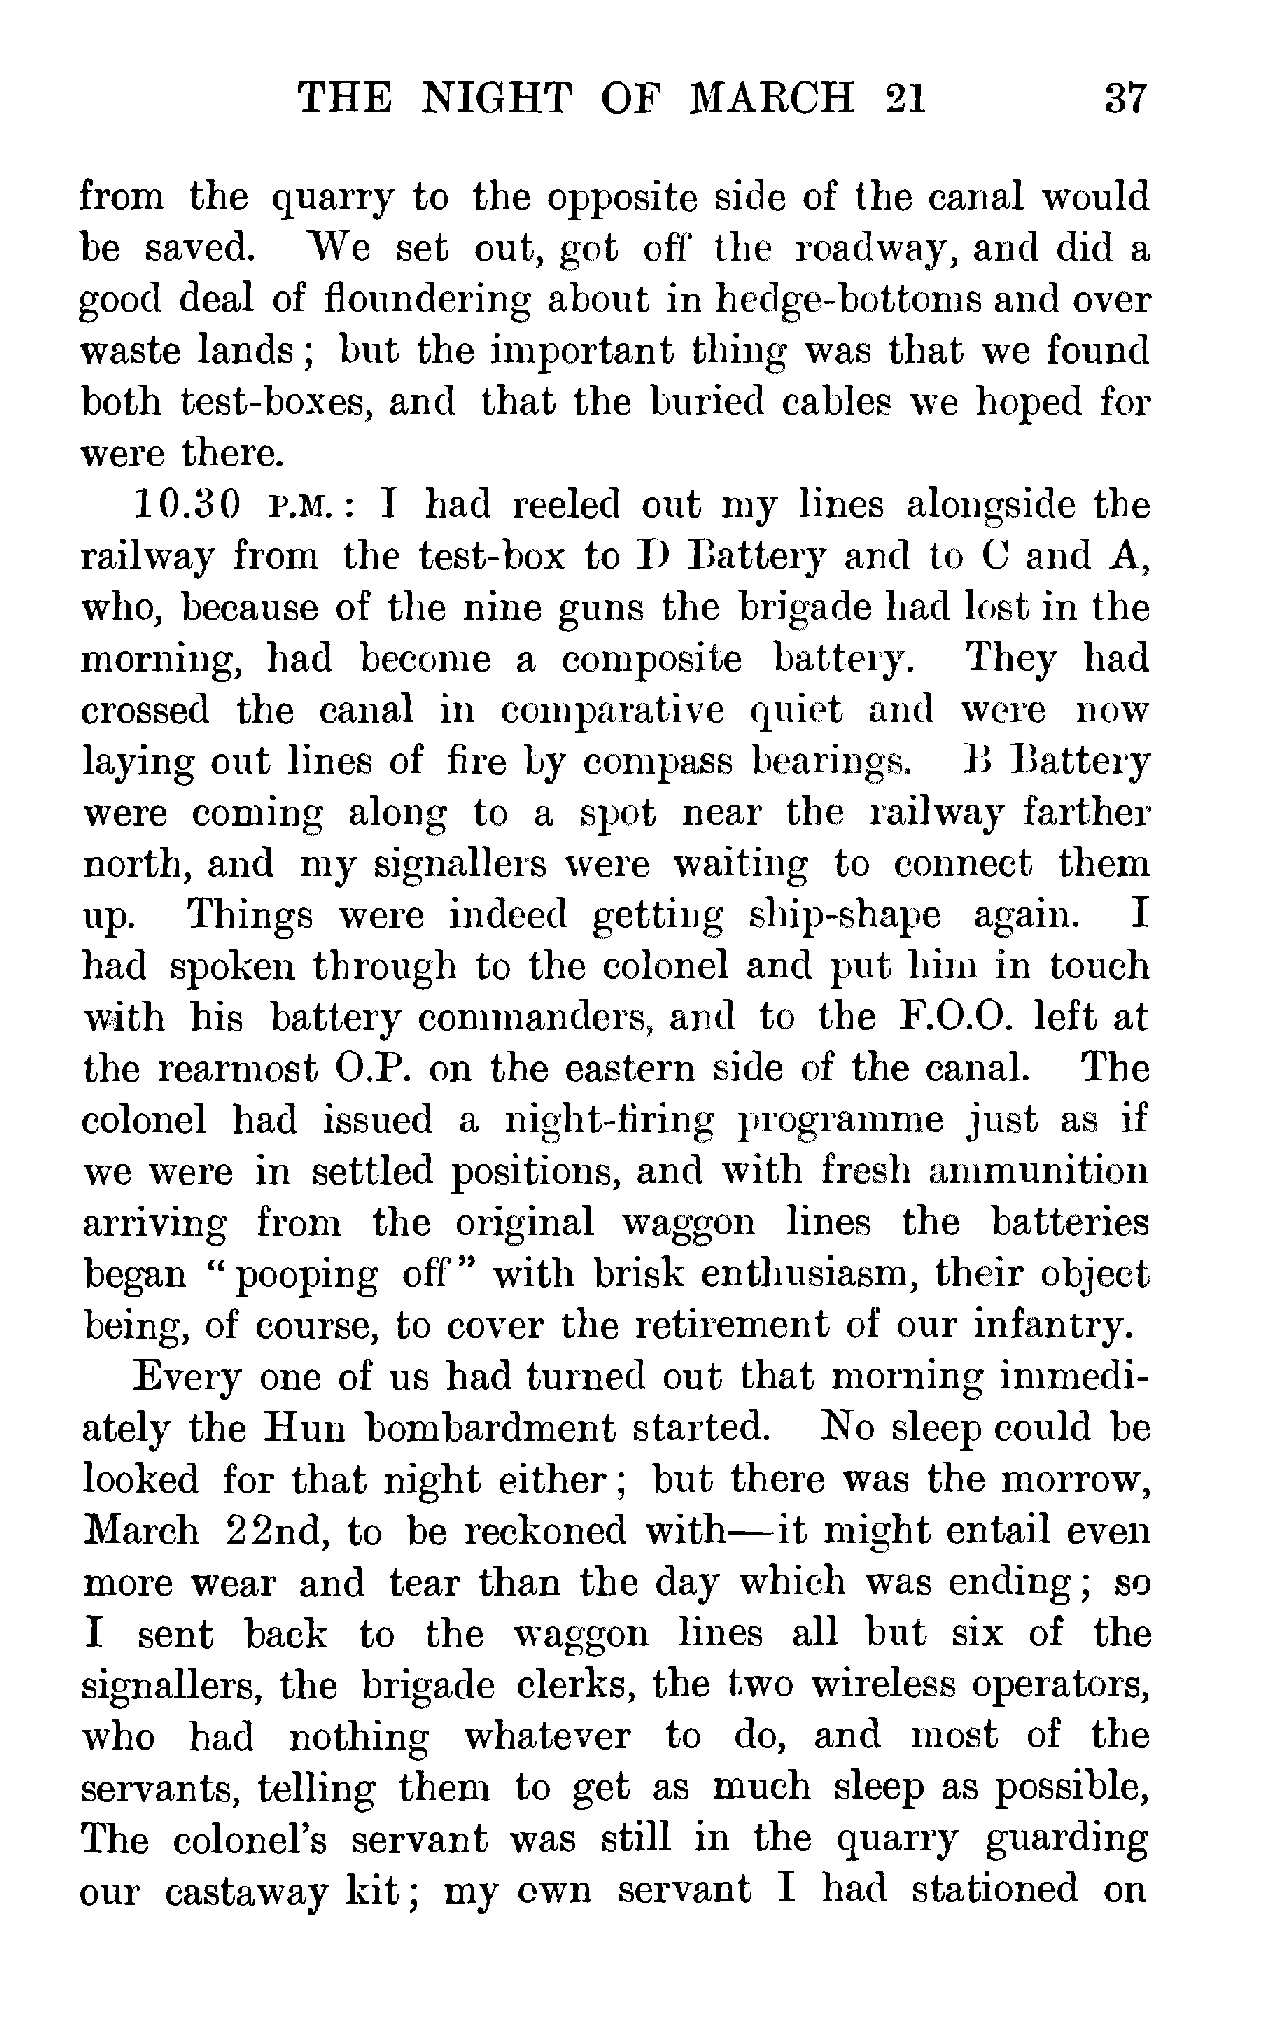 THE NIGHT OF MARCH 21 37
from the quarry to the opposite side of the canal would
be saved. We set out, got off the roadway, and did a
good deal of floundering about in hedge-bottoms and over
waste lands ; but the important thing was that we found
both test-boxes, and that the buried cables we hoped for
were there.
10.30 P.M. : I had reeled out my lines alongside the
railway from the test-box to D Battery and to C and A,
who, because of the nine guns the brigade had lost in the
morning, had become a composite battery. They had
crossed the canal in comparative quiet and were now
laying out lines of fire by compass bearings. B Battery
were coming along to a spot near the railway farther
north, and my signallers were waiting to connect them
up. Things were indeed getting ship-shape again. I
had spoken through to the colonel and put him in touch
with his battery commanders, and to the F.O.O. left at
the rearmost O.P. on the eastern side of the canal. The
colonel had issued a night-firing programme just as if
we were in settled positions, and with fresh ammunition
arriving from the original waggon lines the batteries
began “ pooping off ” with brisk enthusiasm, their object
being, of course, to cover the retirement of our infantry.
Every one of us had turned out that morning immedi-
ately the Hun bombardment started. No sleep could be
looked for that night either ; but there was the morrow,
March 22nd, to be reckoned with—it might entail even
more wear and tear than the day which was ending ; so
I sent back to the waggon lines all but six of the
signallers, the brigade clerks, the two wireless operators,
who had nothing whatever to do, and most of the
servants, telling them to get as much sleep as possible,
The colonel’s servant was still in the quarry guarding
our castaway kit ; my own servant I had stationed on